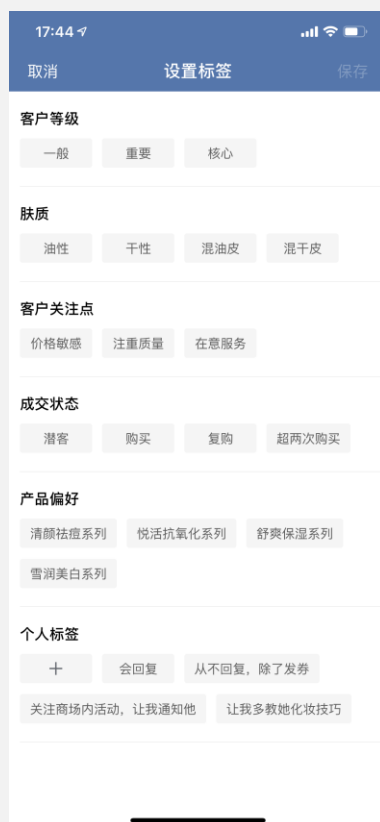 17:44
取消 设置标签 保存
客户等级
一般 重要 核心
肤质
油性 干性 混油皮 混干皮
客户关注点
价格敏感 注重质量 在意服务
成交状态
潜客 购买 复购 超两次购买
产品偏好
清颜祛痘系列 悦活抗氧化系列 舒爽保湿系列
雪润美白系列
个人标签
+ 会回复 从不回复，除了发券
关注商场内活动，让我通知他 让我多教她化妆技巧